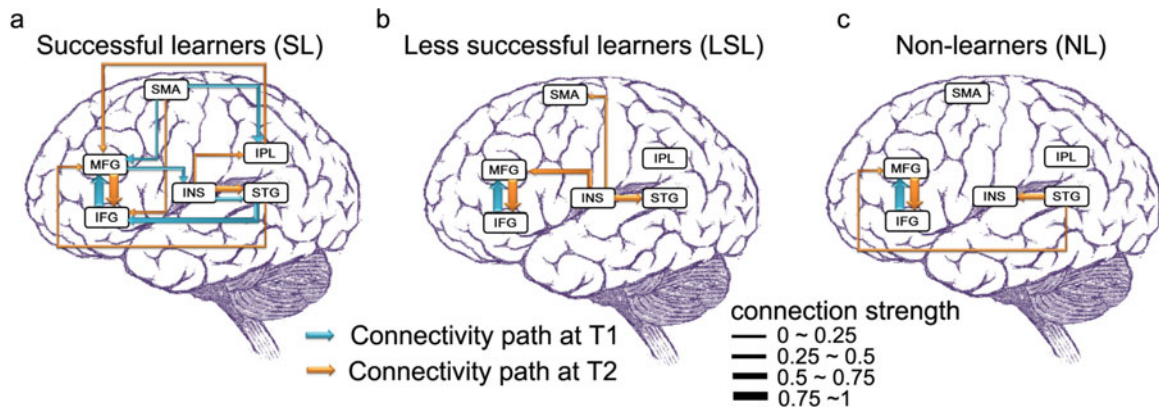 a
Successful learners (SL)
b
Less successful learners (LSL)
c
Non-learners (NL)
SMA
MFG
IPL
INS
STG
IFG
SMA
MFG
IPL
INS
STG
IFG
SMA
MFG
IPL
INS
STG
IFG
Connectivity path at T1
Connectivity path at T2
connection strength
0 ~ 0.25
0.25 ~ 0.5
0.5 ~ 0.75
0.75 ~1